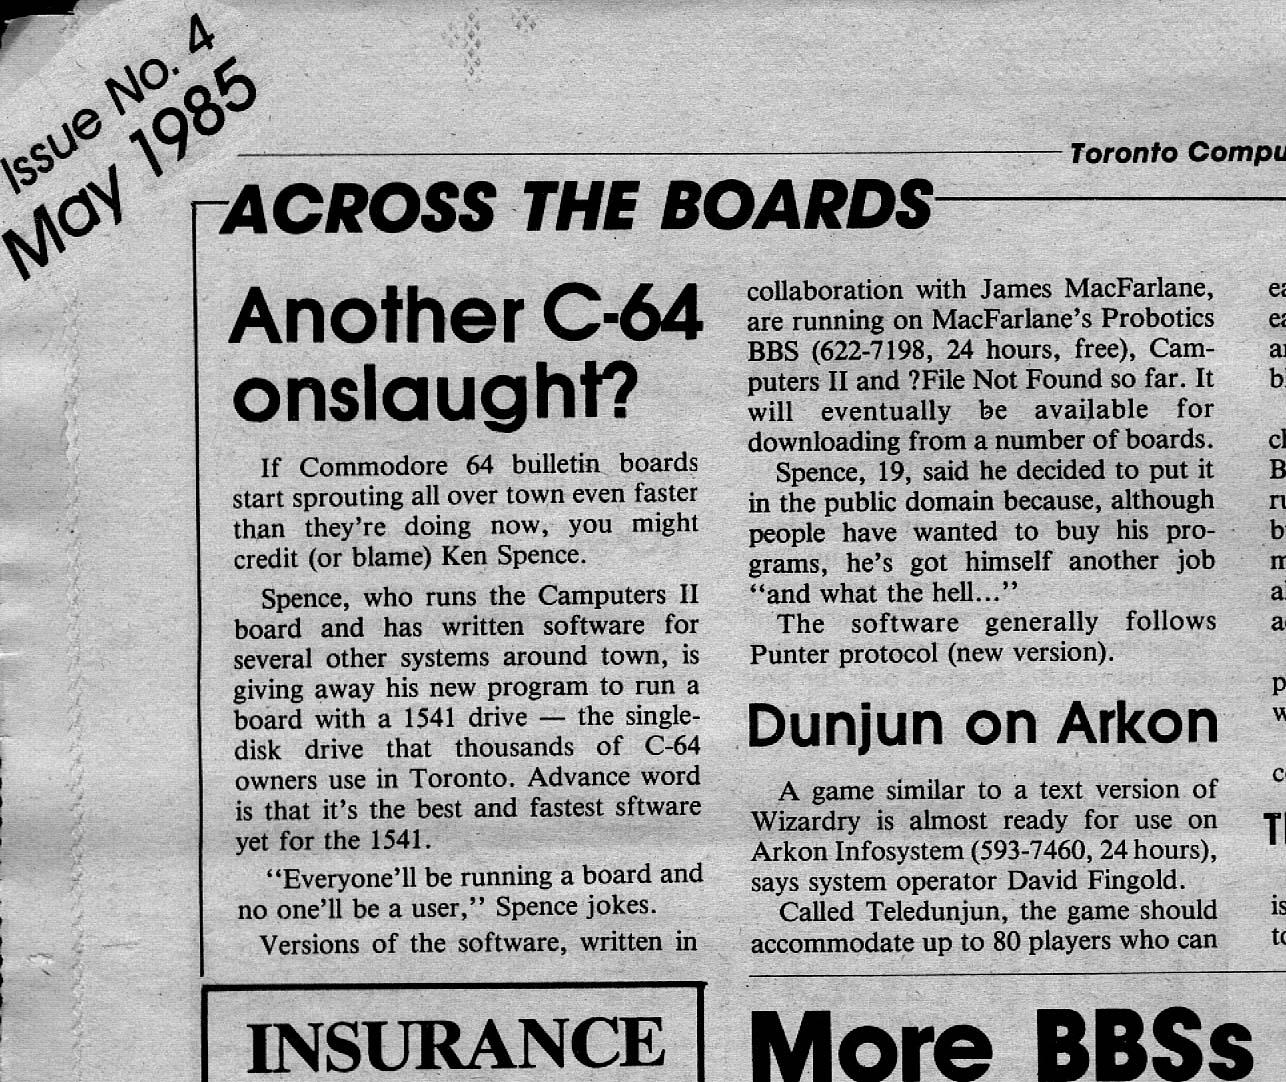 Issue No. 4
May 1985
Toronto
ACROSS THE BOARDS
Another C-64
onslaught?
If Commodore 64 bulletin boards
start sprouting all over town even faster
than they're doing now, you might
credit (or blame) Ken Spence.
Spence, who runs the Camputers II
board and has written software for
several other systems around town, is
giving away his new program to run a
board with a 1541 drive — the single-
disk drive that thousands of C-64
owners use in Toronto. Advance word
is that it's the best and fastest sftware
yet for the 1541.
"Everyone'll be running a board and
no one'll be a user," Spence jokes.
Versions of the software, written in
collaboration with James MacFarlane,
are running on MacFarlane's Probotics
BBS (622-7198, 24 hours, free), Cam-
puters II and ?File Not Found so far. It
will eventually be available for
downloading from a number of boards.
Spence, 19, said he decided to put it
in the public domain because, although
people have wanted to buy his pro-
grams, he's got himself another job
"and what the hell..."
The software generally follows
Punter protocol (new version).
Dunjun on Arkon
A game similar to a text version of
Wizardry is almost ready for use on
Arkon Infosystem (593-7460, 24 hours),
says system operator David Fingold.
Called Teledunjun, the game should
accommodate up to 80 players who can
INSURANCE
More BBSs